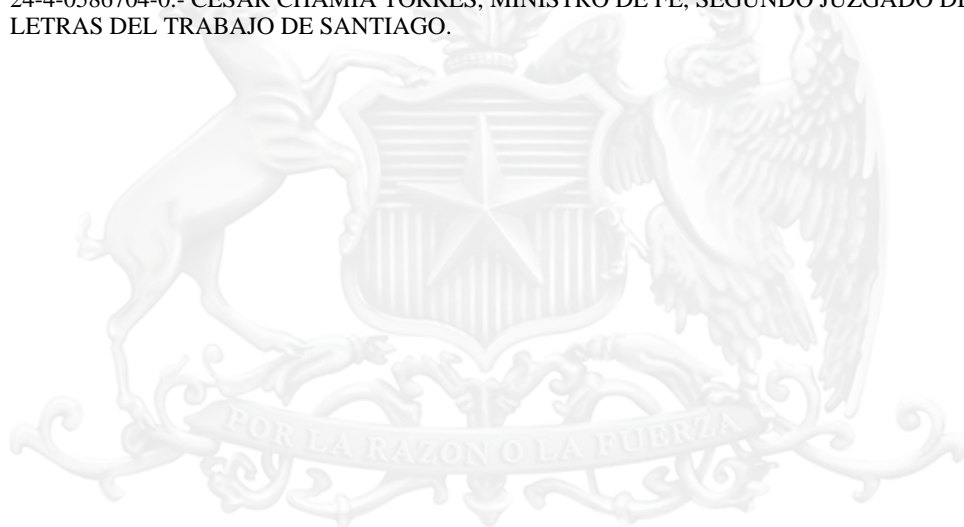 24-4-0586704-0.- CESAR CHAMIA TORRES, MINISTRO DE FE, SEGUNDO JUZGADO DE
LETRAS DEL TRABAJO DE SANTIAGO.
POR LA RAZON O LA FUERZA